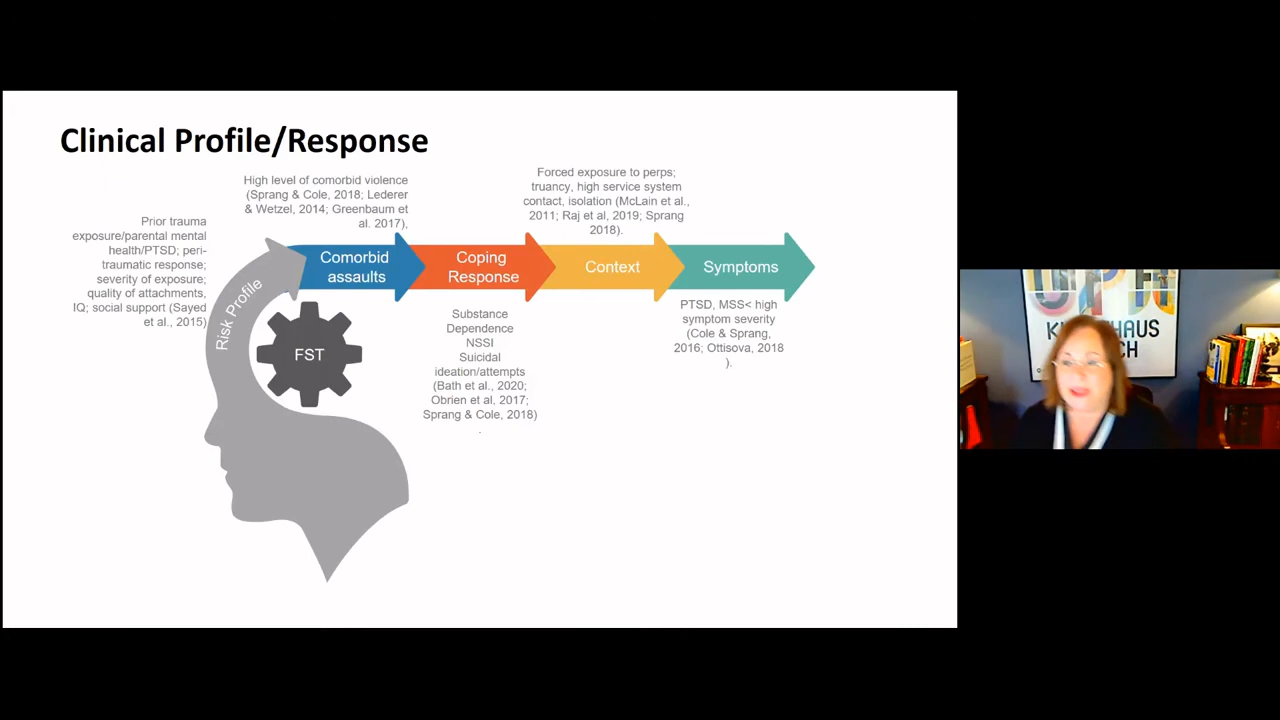 Clinical Profile/Response
High level of comorbid violence
(Sprang & Cole, 2018; Lederer
& Wetzel, 2014; Greenbaum et
al. 2017),
Forced exposure to perps;
truancy, high service system
contact, isolation (McLain et al.,
2011; Raj et al, 2019; Sprang
2018).
Prior trauma
exposure/parental mental
health/PTSD; peri-
traumatic response;
severity of exposure;
quality of attachments,
IQ; social support (Sayed
et al., 2015)
Risk Profile
Comorbid
assaults
Coping
Response
Context
Symptoms
FST
Substance
Dependence
NSSI
Suicidal
ideation/attempts
(Bath et al., 2020;
Obrien et al, 2017;
Sprang & Cole, 2018)
.
PTSD, MSS< high
symptom severity
(Cole & Sprang,
2016; Ottisova, 2018
).